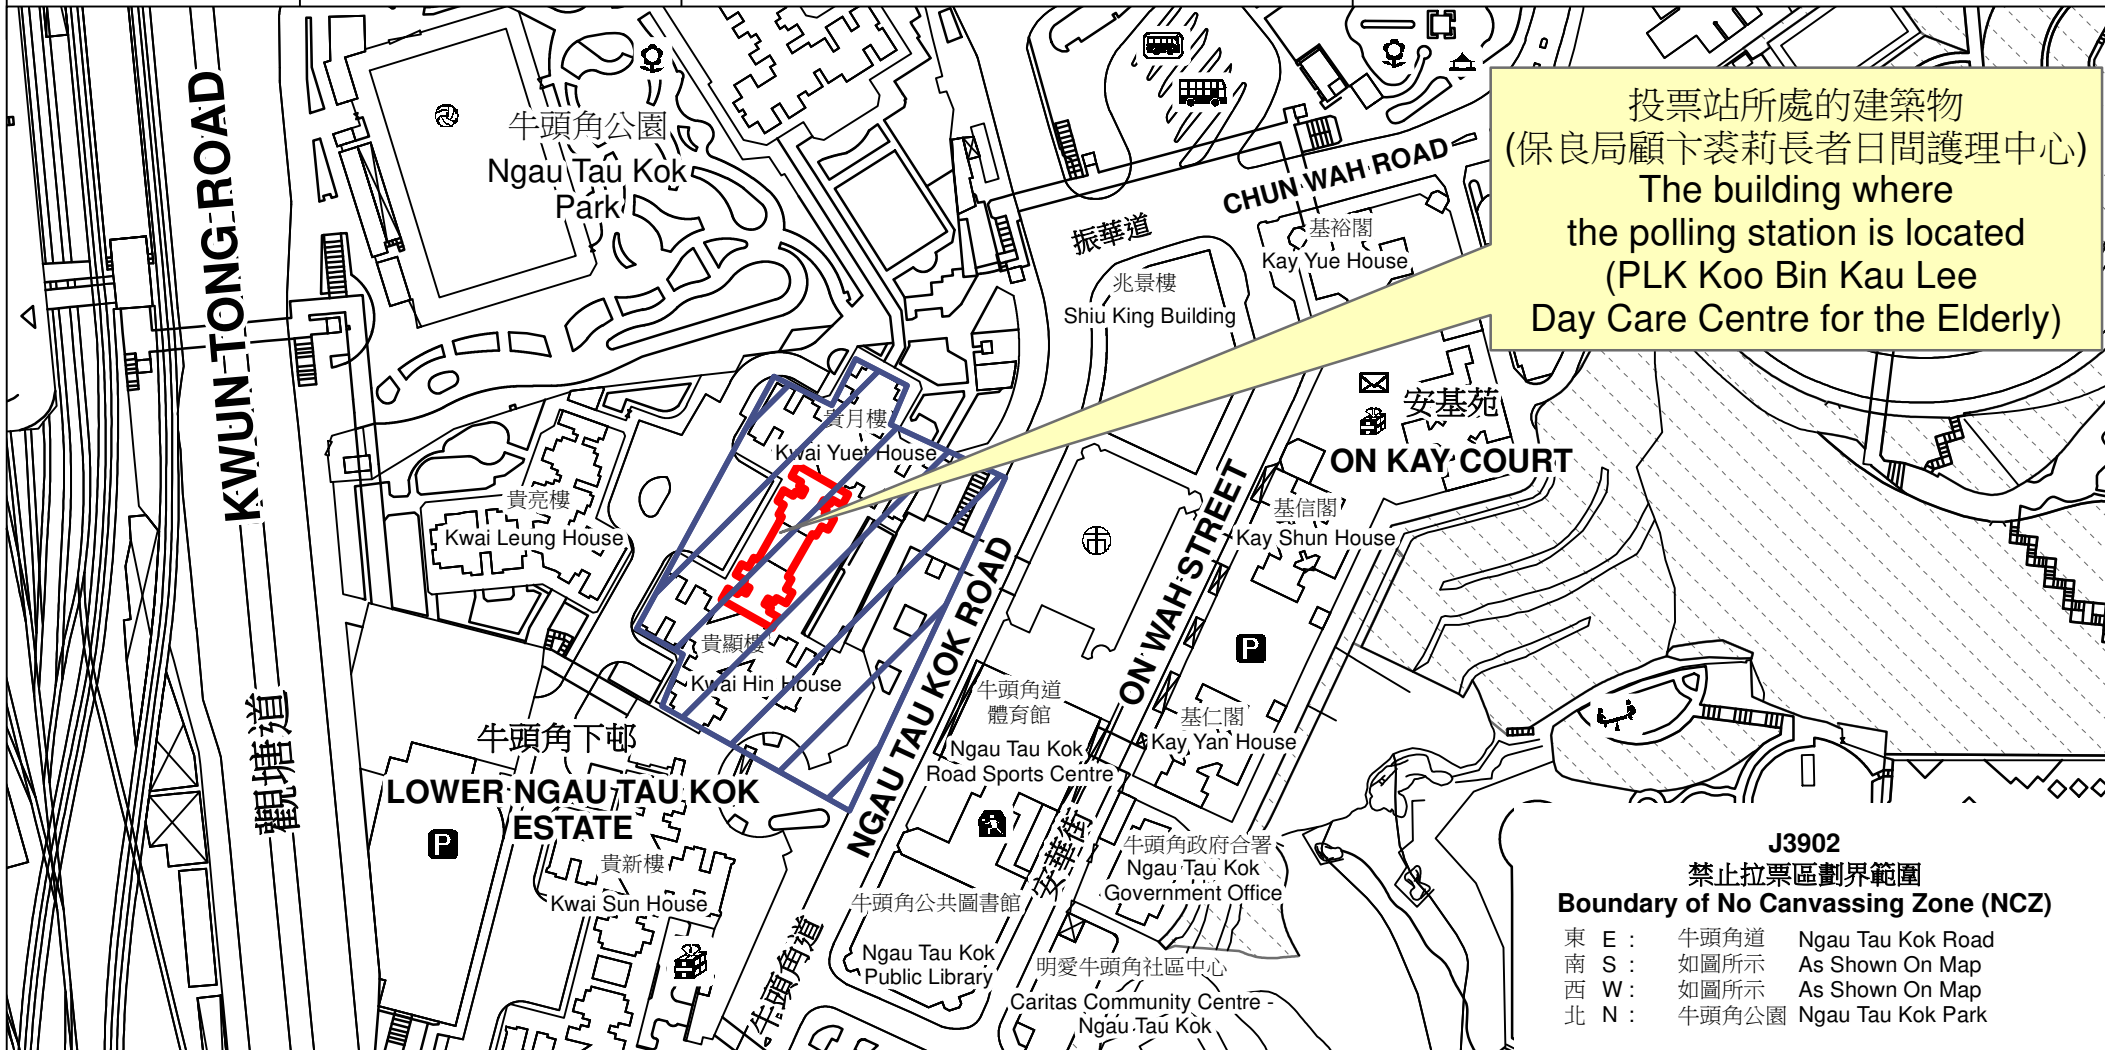 牛頭角公園
Ngau Tau Kok
Park
KWUN TONG ROAD
觀塘道
CHUN WAH ROAD
振華道
投票站所處的建築物
(保良局顧卞裘莉長者日間護理中心)
The building where
the polling station is located
(PLK Koo Bin Kau Lee
Day Care Centre for the Elderly)
基裕閣
Kay Yue House
兆景樓
Shiu King Building
安基苑
ON KAY COURT
貴月樓
Kwai Yuet House
貴亮樓
Kwai Leung House
基信閣
Kay Shun House
ON WAH STREET
安華街
NGAU TAU KOK ROAD
牛頭角道
貴顯樓
Kwai Hin House
P
牛頭角道
體育館
Ngau Tau Kok
Road Sports Centre
基仁閣
Kay Yan House
牛頭角下邨
LOWER NGAU TAU KOK
ESTATE
P
貴新樓
Kwai Sun House
牛頭角政府合署
Ngau Tau Kok
Government Office
牛頭角公共圖書館
Ngau Tau Kok
Public Library
明愛牛頭角社區中心
Caritas Community Centre -
Ngau Tau Kok
J3902
禁止拉票區劃界範圍
Boundary of No Canvassing Zone (NCZ)
東 E : 牛頭角道 Ngau Tau Kok Road
南 S : 如圖所示 As Shown On Map
西 W : 如圖所示 As Shown On Map
北 N : 牛頭角公園 Ngau Tau Kok Park